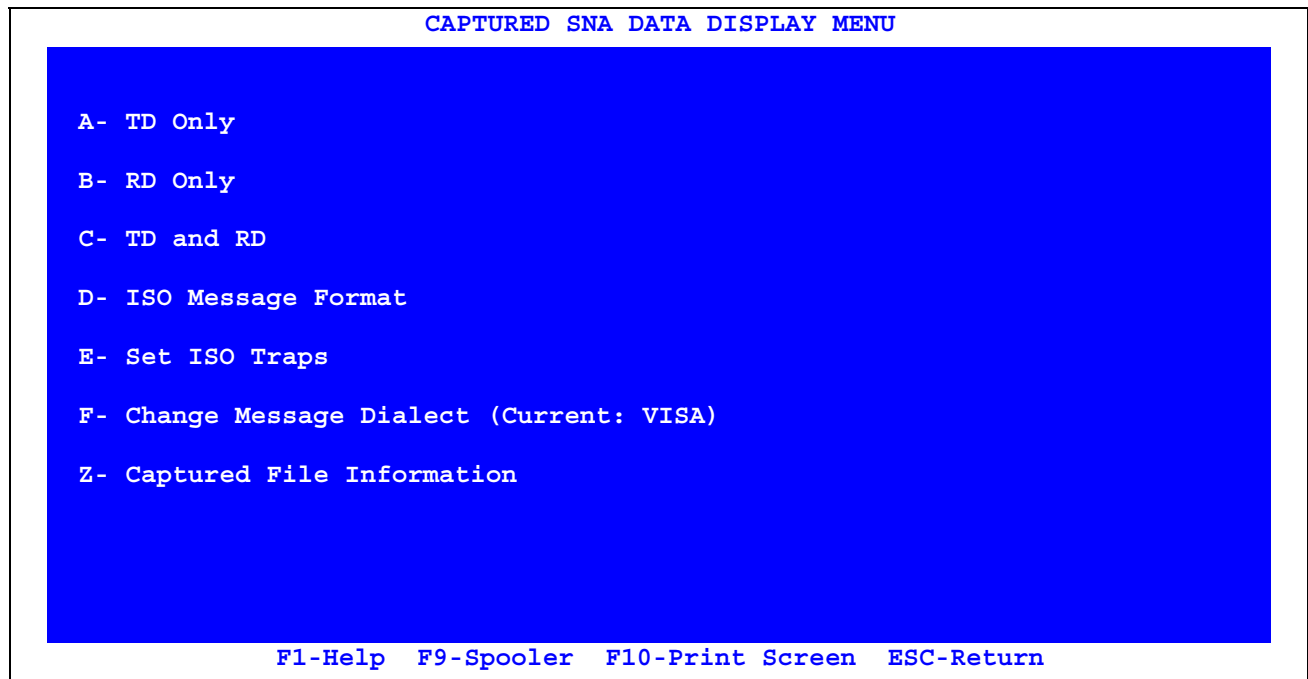 CAPTURED SNA DATA DISPLAY MENU
A- TD Only
B- RD Only
C- TD and RD
D- ISO Message Format
E- Set ISO Traps
F- Change Message Dialect (Current: VISA)
Z- Captured File Information
F1-Help F9-Spooler F10-Print Screen ESC-Return